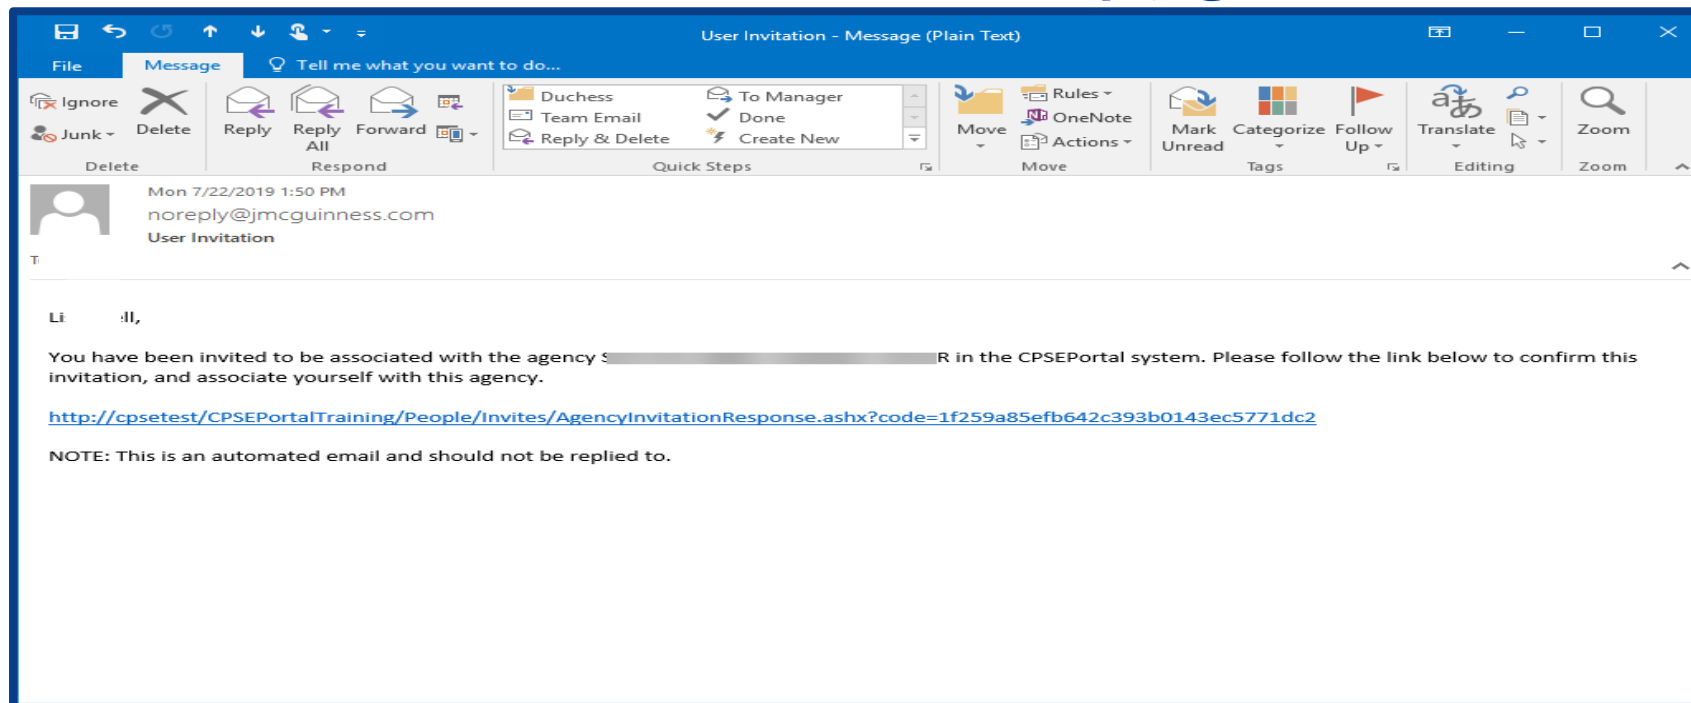 User Invitation - Message (Plain Text)
File Message Tell me what you want to do...
Ignore
Junk
Delete
Reply
Reply All
Forward
Duchess
Team Email
Reply & Delete
To Manager
Done
Create New
Move
Rules
OneNote
Actions
Mark Unread
Categorize
Follow Up
Translate
Zoom
Delete Respond Quick Steps Move Tags Editing Zoom
Mon 7/22/2019 1:50 PM
noreply@jmcguinness.com
User Invitation
You have been invited to be associated with the agency R in the CPSEPortal system. Please follow the link below to confirm this
invitation, and associate yourself with this agency.
http://cpsetest/CPSEPortalTraining/People/Invites/AgencyInvitationResponse.ashx?code=1f259a85efb642c393b0143ec5771dc2
NOTE: This is an automated email and should not be replied to.